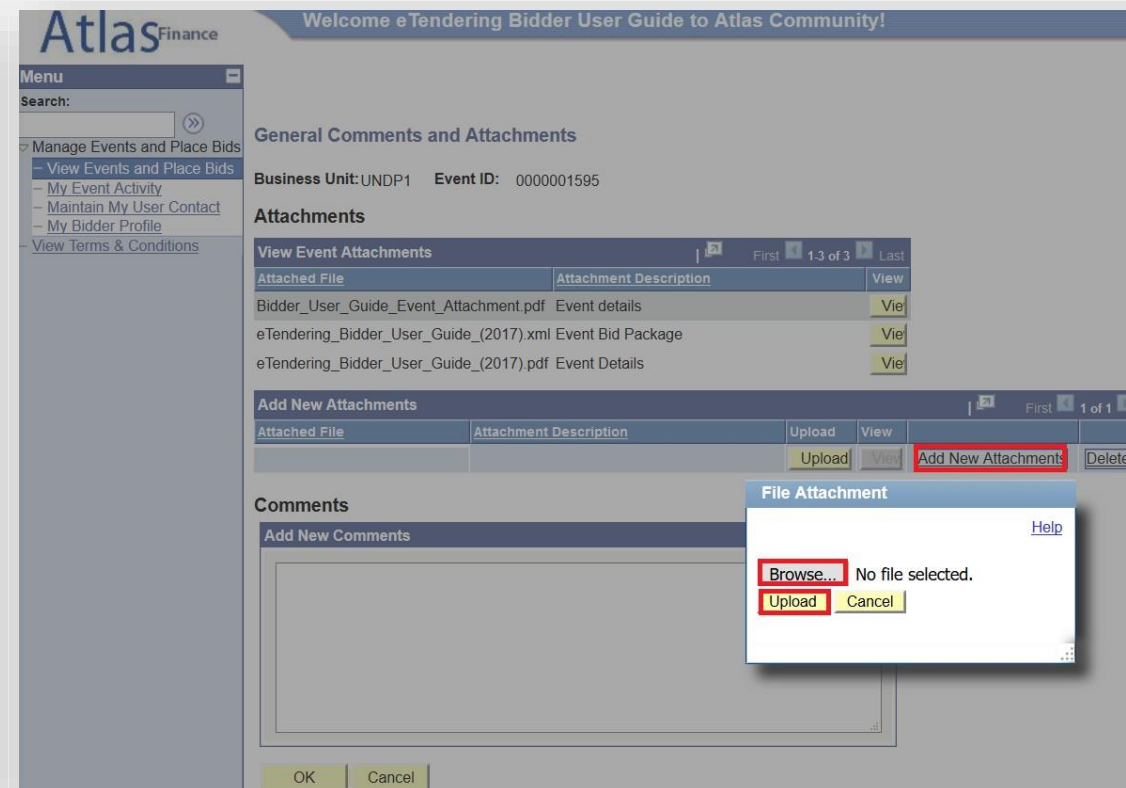 Atlas Finance
Welcome eTendering Bidder User Guide to Atlas Community!
Menu
Search:
Manage Events and Place Bids
– View Events and Place Bids
– My Event Activity
– Maintain My User Contact
– My Bidder Profile
– View Terms & Conditions
General Comments and Attachments
Business Unit: UNDP1 Event ID: 0000001595
Attachments
View Event Attachments | First 1-3 of 3 Last
Attached File Attachment Description View
Bidder_User_Guide_Event_Attachment.pdf Event details Vie
eTendering_Bidder_User_Guide_(2017).xml Event Bid Package Vie
eTendering_Bidder_User_Guide_(2017).pdf Event Details Vie
Add New Attachments | First 1 of 1
Attached File Attachment Description Upload View
Upload View Add New Attachments Delete
Comments
Add New Comments
File Attachment
Help
Browse... No file selected.
Upload Cancel
OK Cancel